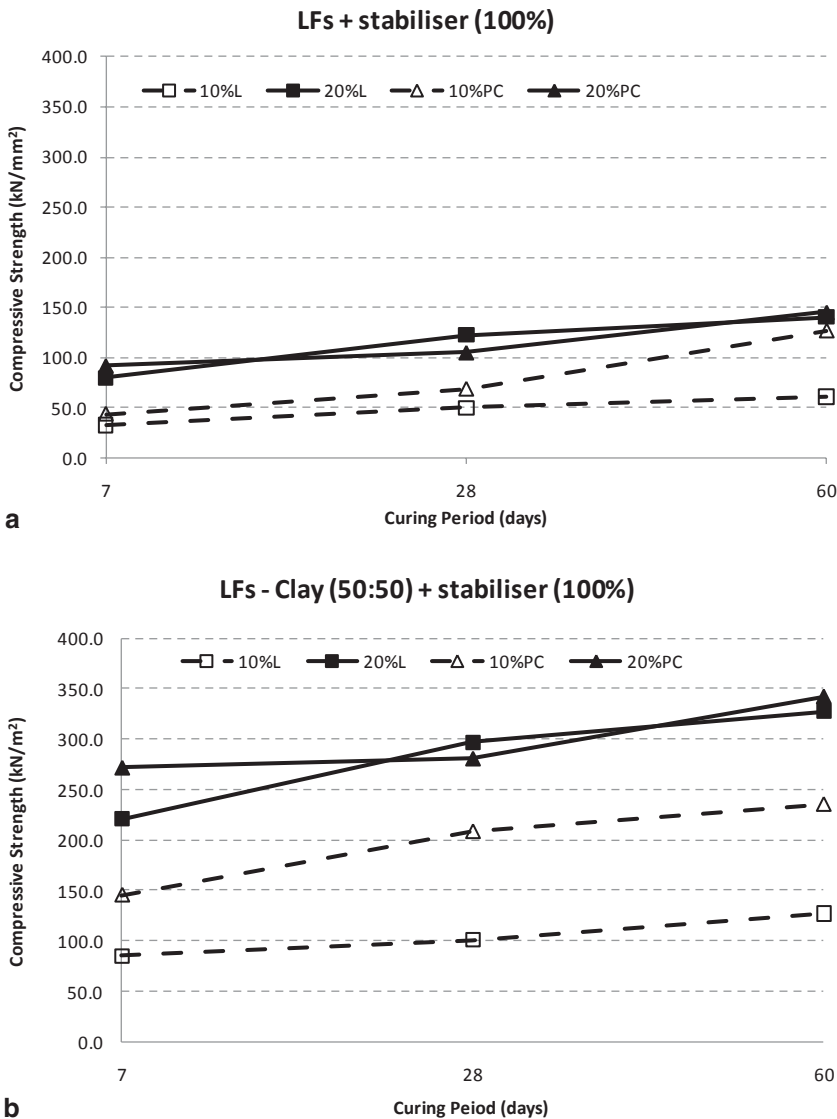 LFs + stabiliser (100%)
400.0
10%L 20%L 10%PC 20%PC
350.0
300.0
250.0
200.0
150.0
100.0
50.0
0.0
Compressive Strength (kN/mm²)
7 28 60
Curing Period (days)
a
LFs - Clay (50:50) + stabiliser (100%)
400.0
10%L 20%L 10%PC 20%PC
350.0
300.0
250.0
200.0
150.0
100.0
50.0
0.0
Compressive Strength (kN/m²)
7 28 60
Curing Peiod (days)
b